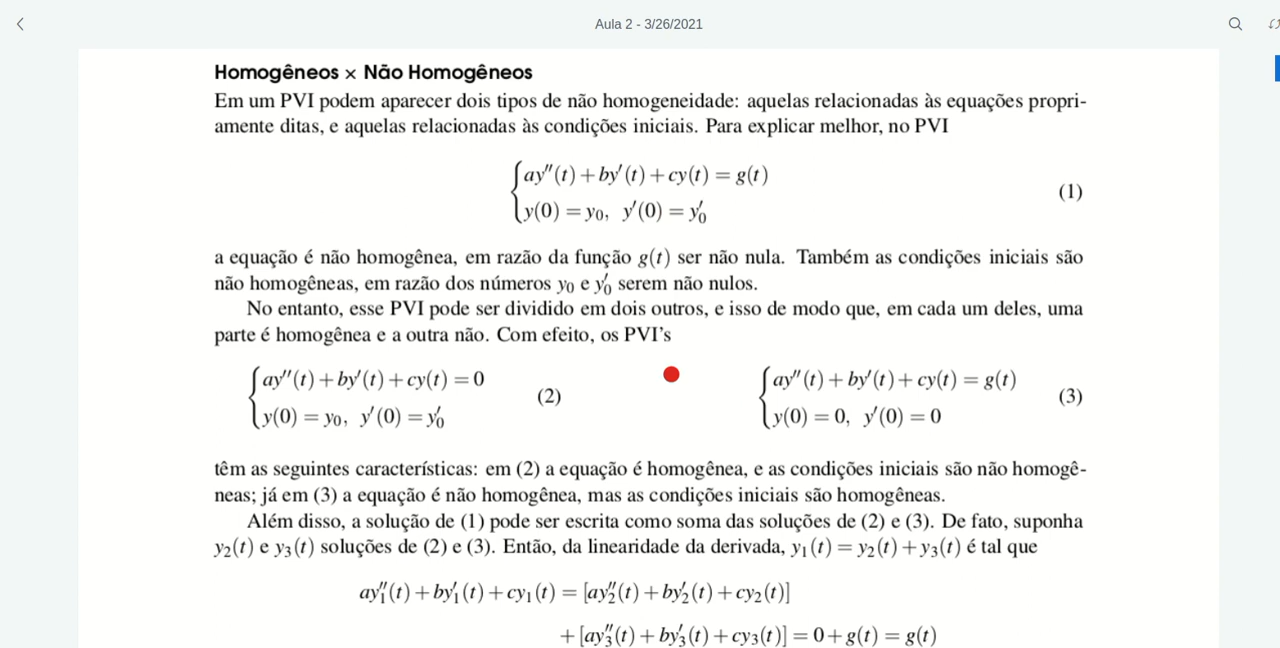 Aula 2 - 3/26/2021
Homogêneos × Não Homogêneos
Em um PVI podem aparecer dois tipos de não homogeneidade: aquelas relacionadas às equações propri-
amente ditas, e aquelas relacionadas às condições iniciais. Para explicar melhor, no PVI
{ ay″(t) + by′(t) + cy(t) = g(t)
y(0) = y₀, y′(0) = y′₀ (1)
a equação é não homogênea, em razão da função g(t) ser não nula. Também as condições iniciais são
não homogêneas, em razão dos números y₀ e y′₀ serem não nulos.
No entanto, esse PVI pode ser dividido em dois outros, e isso de modo que, em cada um deles, uma
parte é homogênea e a outra não. Com efeito, os PVI's
{ ay″(t) + by′(t) + cy(t) = 0
y(0) = y₀, y′(0) = y′₀ (2)
{ ay″(t) + by′(t) + cy(t) = g(t)
y(0) = 0, y′(0) = 0 (3)
têm as seguintes características: em (2) a equação é homogênea, e as condições iniciais são não homogê-
neas; já em (3) a equação é não homogênea, mas as condições iniciais são homogêneas.
Além disso, a solução de (1) pode ser escrita como soma das soluções de (2) e (3). De fato, suponha
y₂(t) e y₃(t) soluções de (2) e (3). Então, da linearidade da derivada, y₁(t) = y₂(t) + y₃(t) é tal que
ay″₁(t) + by′₁(t) + cy₁(t) = [ay″₂(t) + by′₂(t) + cy₂(t)]
+ [ay″₃(t) + by′₃(t) + cy₃(t)] = 0 + g(t) = g(t)